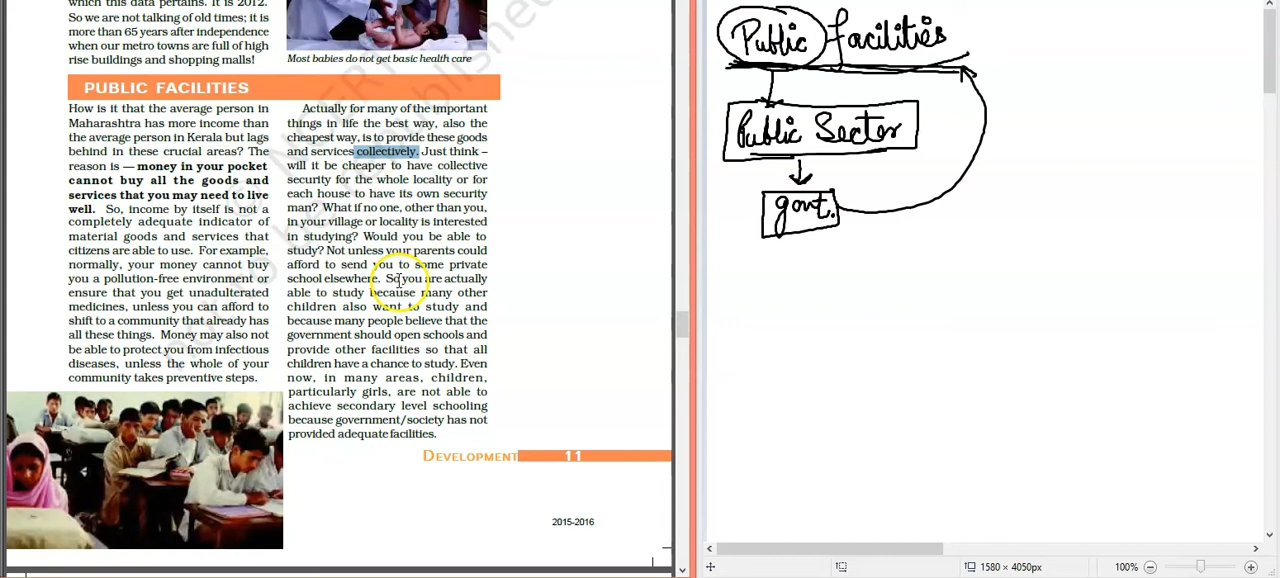 which this data pertains. It is 2012.
So we are not talking of old times; it is
more than 65 years after independence
when our metro towns are full of high
rise buildings and shopping malls!
Most babies do not get basic health care
PUBLIC FACILITIES
How is it that the average person in
Maharashtra has more income than
the average person in Kerala but lags
behind in these crucial areas? The
reason is — money in your pocket
cannot buy all the goods and
services that you may need to live
well. So, income by itself is not a
completely adequate indicator of
material goods and services that
citizens are able to use. For example,
normally, your money cannot buy
you a pollution-free environment or
ensure that you get unadulterated
medicines, unless you can afford to
shift to a community that already has
all these things. Money may also not
be able to protect you from infectious
diseases, unless the whole of your
community takes preventive steps.
Actually for many of the important
things in life the best way, also the
cheapest way, is to provide these goods
and services collectively. Just think –
will it be cheaper to have collective
security for the whole locality or for
each house to have its own security
man? What if no one, other than you,
in your village or locality is interested
in studying? Would you be able to
study? Not unless your parents could
afford to send you to some private
school elsewhere. So you are actually
able to study because many other
children also want to study and
because many people believe that the
government should open schools and
provide other facilities so that all
children have a chance to study. Even
now, in many areas, children,
particularly girls, are not able to
achieve secondary level schooling
because government/society has not
provided adequate facilities.
DEVELOPMENT 11
2015-2016
Public facilities
Public Sector
govt.
1580 × 4050px
100%